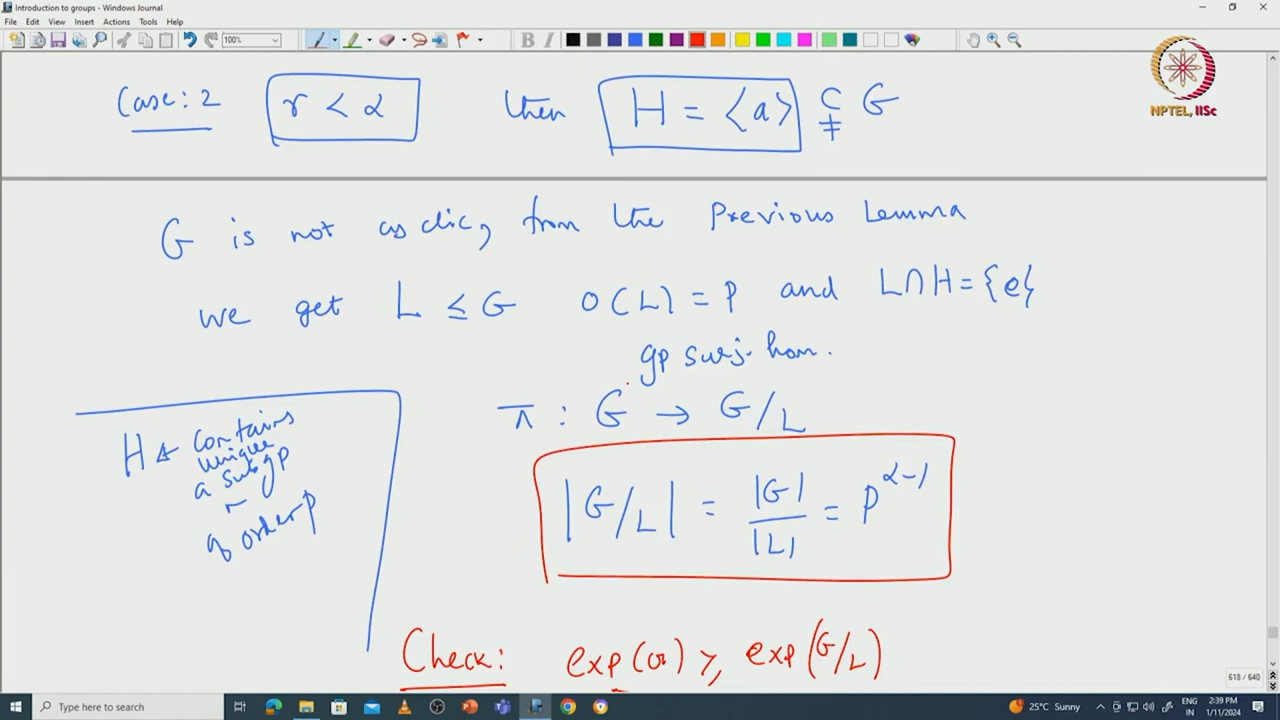 Introduction to groups - Windows Journal
File Edit View Insert Actions Tools Help
100%
B I
NPTEL, IISc
Case: 2 r < α then H = ⟨a⟩ ⊊ G
G is not cyclic, from the Previous Lemma
we get L ≤ G o(L) = p and L ∩ H = {e}
gp surj. hom.
π : G → G/L
H ← contains
unique
a subgp
of order p
|G/L| = |G|/|L| = p^{α-1}
Check: exp(G) ≥ exp(G/L)
618 / 640
Type here to search
25°C Sunny
ENG
IN
2:39 PM
1/11/2024